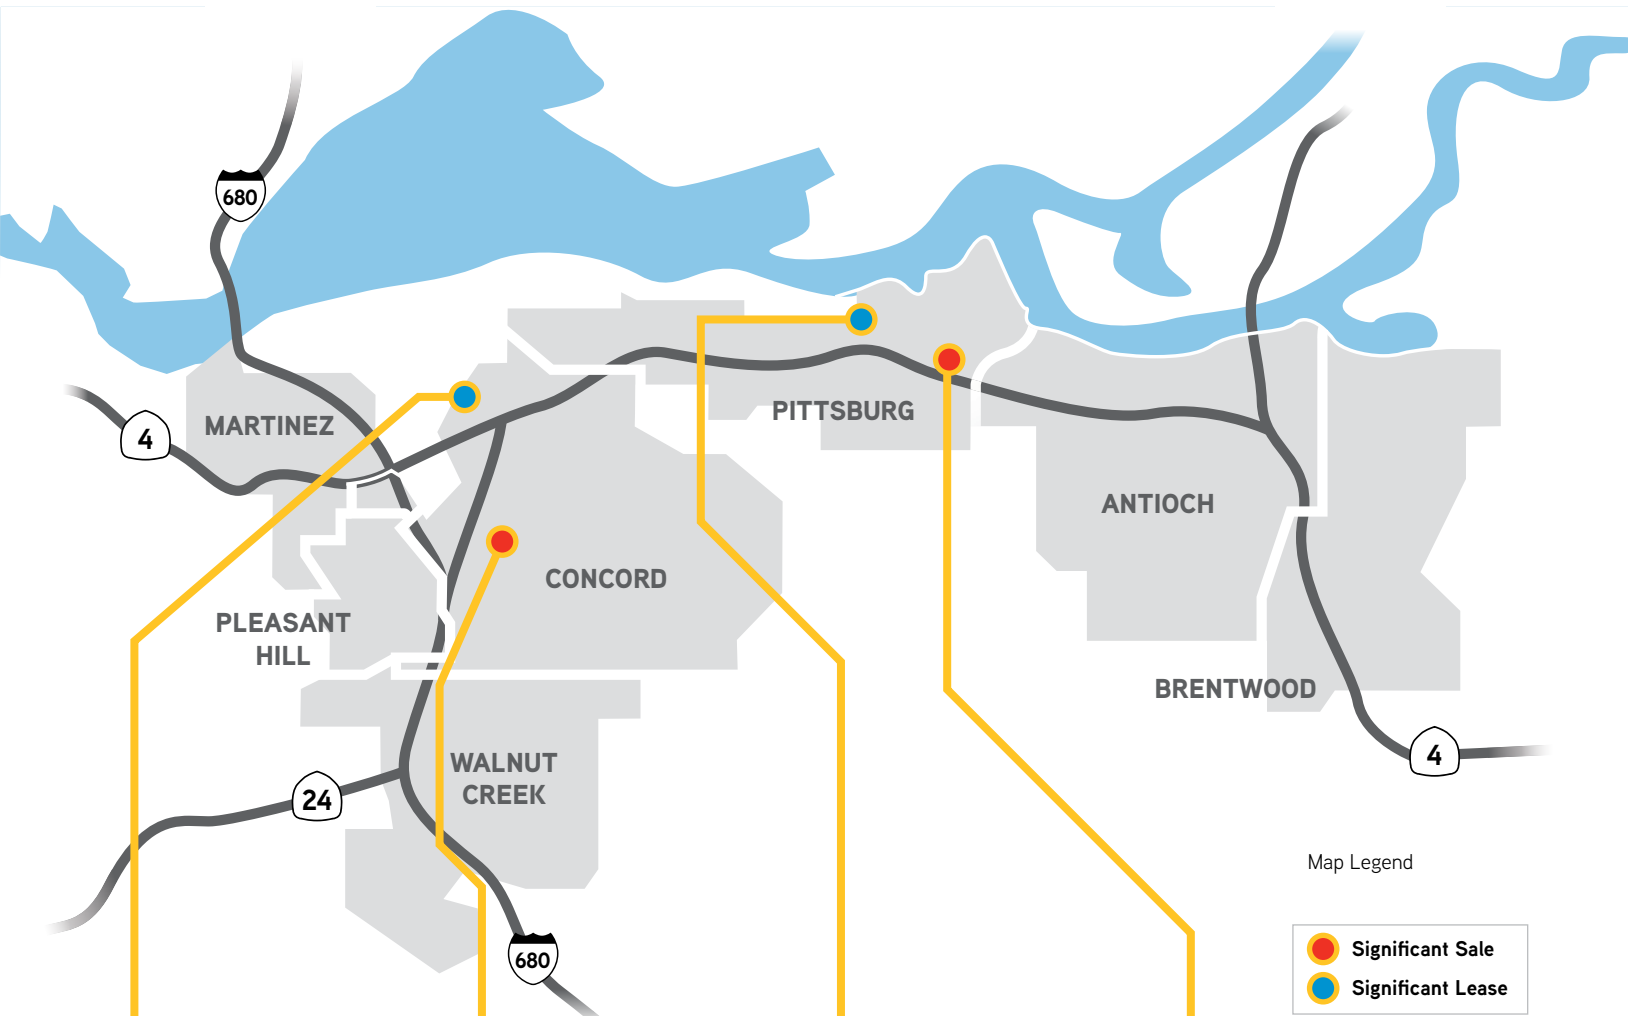 680
4
MARTINEZ
PITTSBURG
ANTIOCH
CONCORD
PLEASANT
HILL
BRENTWOOD
WALNUT
CREEK
4
24
680
Map Legend
Significant Sale
Significant Lease